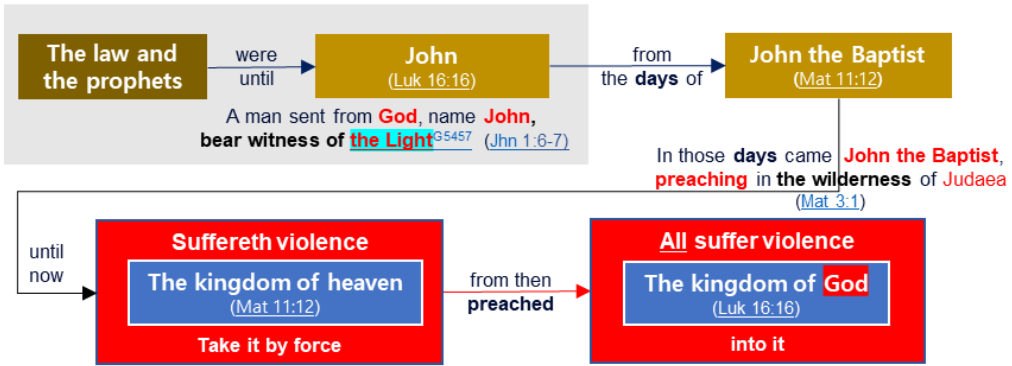 The law and
the prophets
were
until
John
(Luk 16:16)
from
the days of
John the Baptist
(Mat 11:12)
A man sent from God, name John,
bear witness of the LightG5457 (Jhn 1:6-7)
In those days came John the Baptist,
preaching in the wilderness of Judaea
(Mat 3:1)
until
now
Suffereth violence
The kingdom of heaven
(Mat 11:12)
Take it by force
from then
preached
All suffer violence
The kingdom of God
(Luk 16:16)
into it